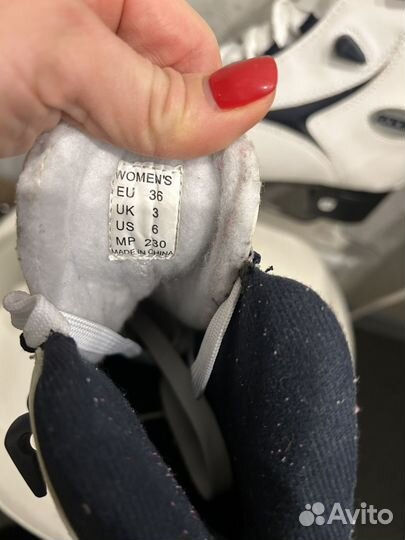 WOMEN'S
EU 36
UK 3
US 6
MP 230
MADE IN CHINA
Avito